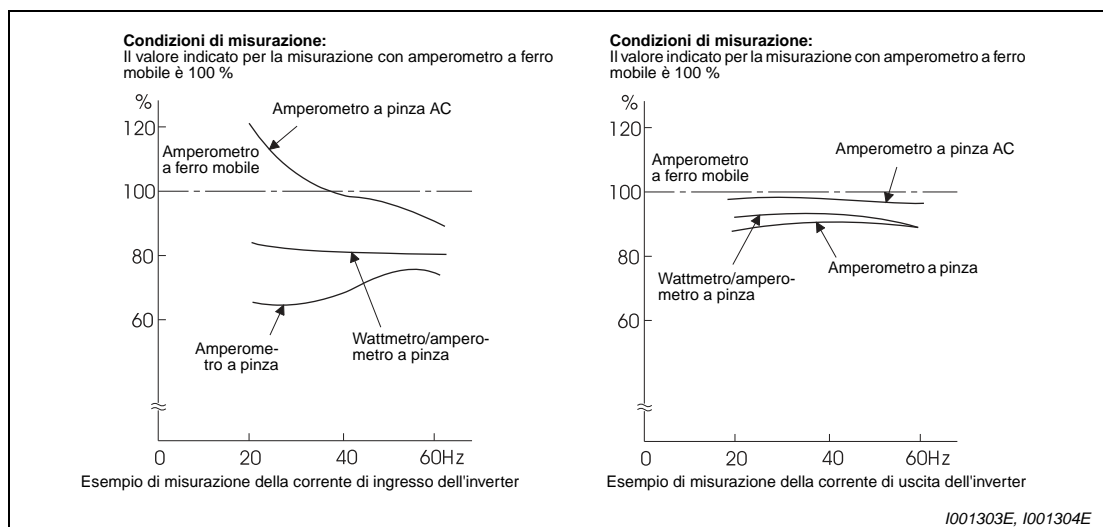 Condizioni di misurazione:
Il valore indicato per la misurazione con amperometro a ferro
mobile è 100 %
%
120
100
80
60
Amperometro a pinza AC
Amperometro
a ferro mobile
Amperome-
tro a pinza
Wattmetro/ampero-
metro a pinza
0
20
40
60Hz
Esempio di misurazione della corrente di ingresso dell'inverter
Condizioni di misurazione:
Il valore indicato per la misurazione con amperometro a ferro
mobile è 100 %
%
120
100
80
60
Amperometro
a ferro mobile
Amperometro a pinza AC
Wattmetro/ampero-
metro a pinza
Amperometro a pinza
0
20
40
60Hz
Esempio di misurazione della corrente di uscita dell'inverter
I001303E, I001304E